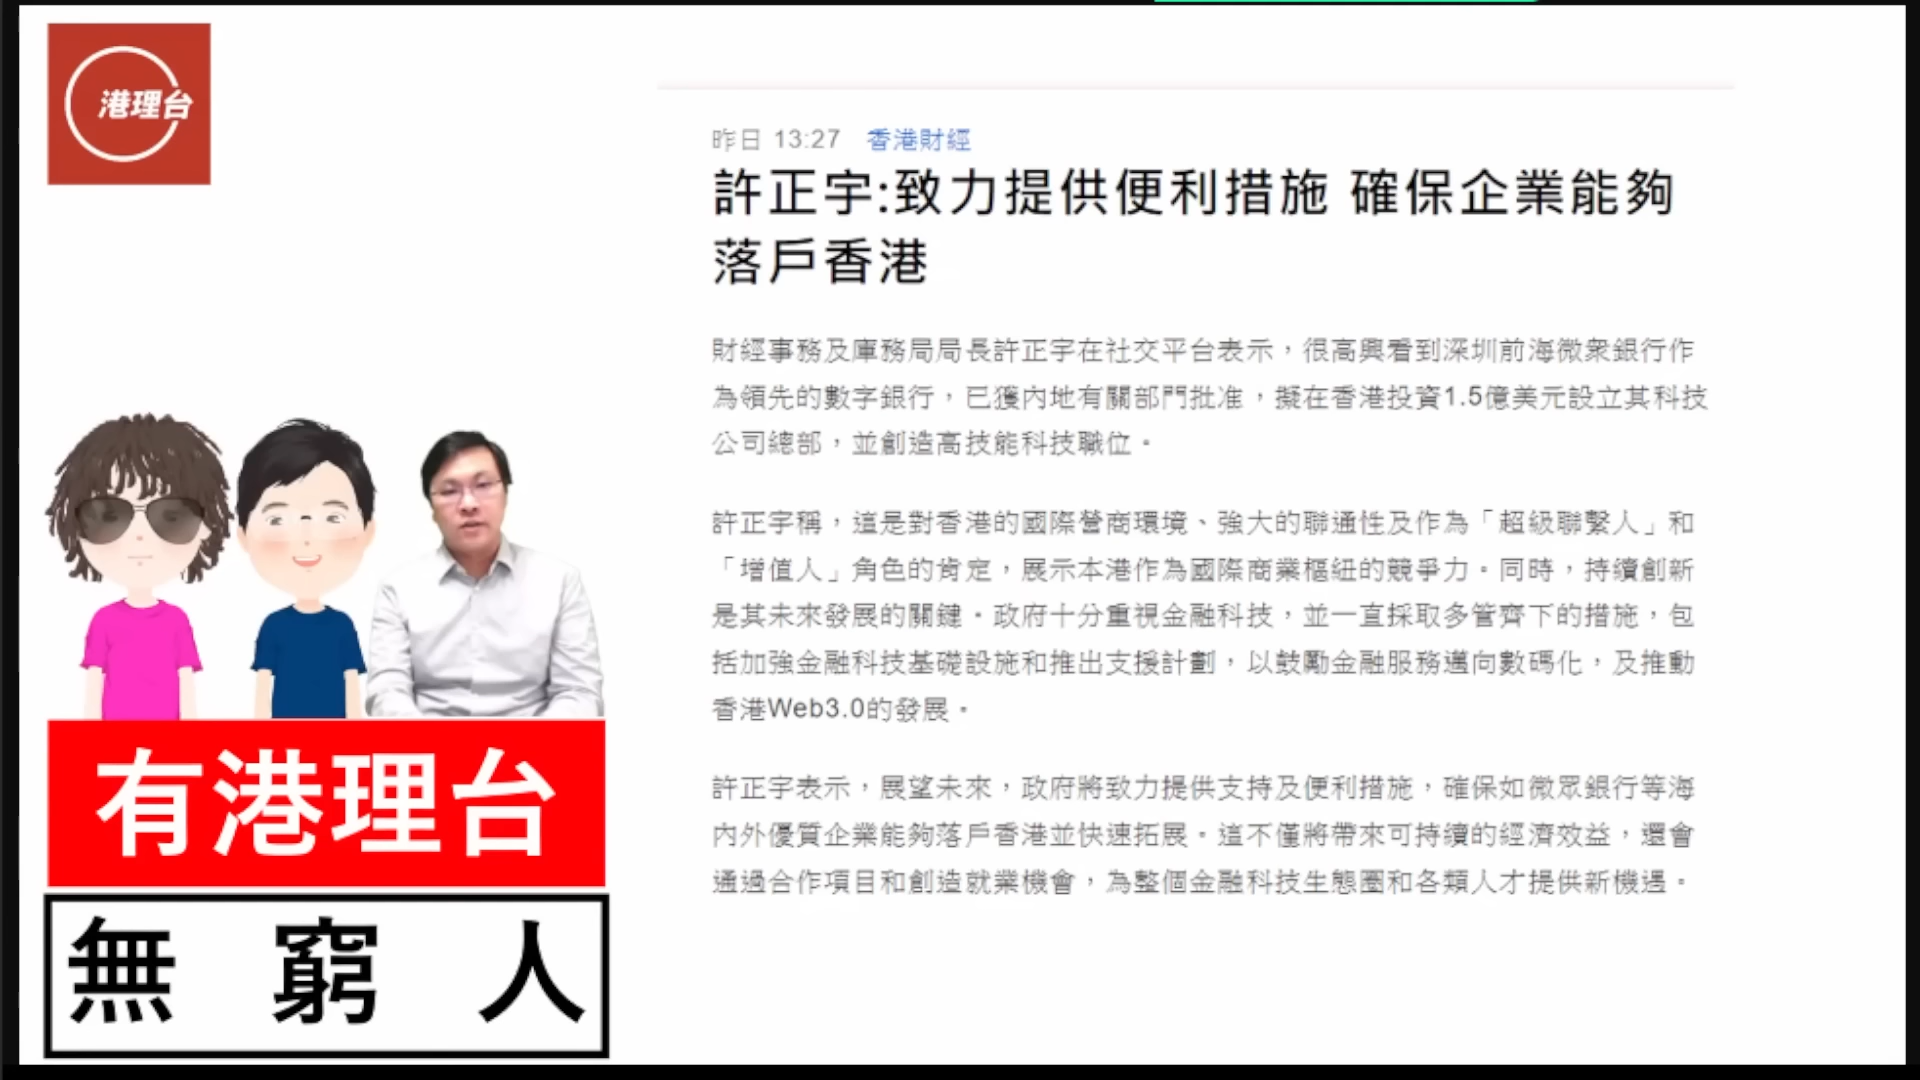 港理台
昨日 13:27 香港財經
許正宇:致力提供便利措施 確保企業能夠
落戶香港
財經事務及庫務局局長許正宇在社交平台表示，很高興看到深圳前海微眾銀行作
為領先的數字銀行，已獲內地有關部門批准，擬在香港投資1.5億美元設立其科技
公司總部，並創造高技能科技職位。
許正宇稱，這是對香港的國際營商環境、強大的聯通性及作為「超級聯繫人」和
「增值人」角色的肯定，展示本港作為國際商業樞紐的競爭力。同時，持續創新
是其未來發展的關鍵。政府十分重視金融科技，並一直採取多管齊下的措施，包
括加強金融科技基礎設施和推出支援計劃，以鼓勵金融服務邁向數碼化，及推動
香港Web3.0的發展。
許正宇表示，展望未來，政府將致力提供支持及便利措施，確保如微眾銀行等海
內外優質企業能夠落戶香港並快速拓展。這不僅將帶來可持續的經濟效益，還會
通過合作項目和創造就業機會，為整個金融科技生態圈和各類人才提供新機遇。
有港理台
無窮人